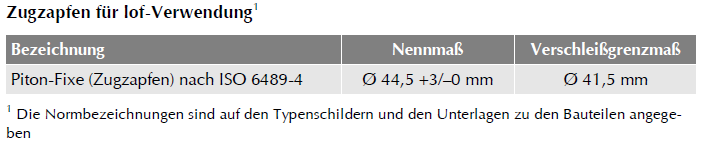 Zugzapfen für lof-Verwendung¹
Bezeichnung Nennmaß Verschleißgrenzmaß
Piton-Fixe (Zugzapfen) nach ISO 6489-4 Ø 44,5 +3/–0 mm Ø 41,5 mm
¹ Die Normbezeichnungen sind auf den Typenschildern und den Unterlagen zu den Bauteilen angege-
ben